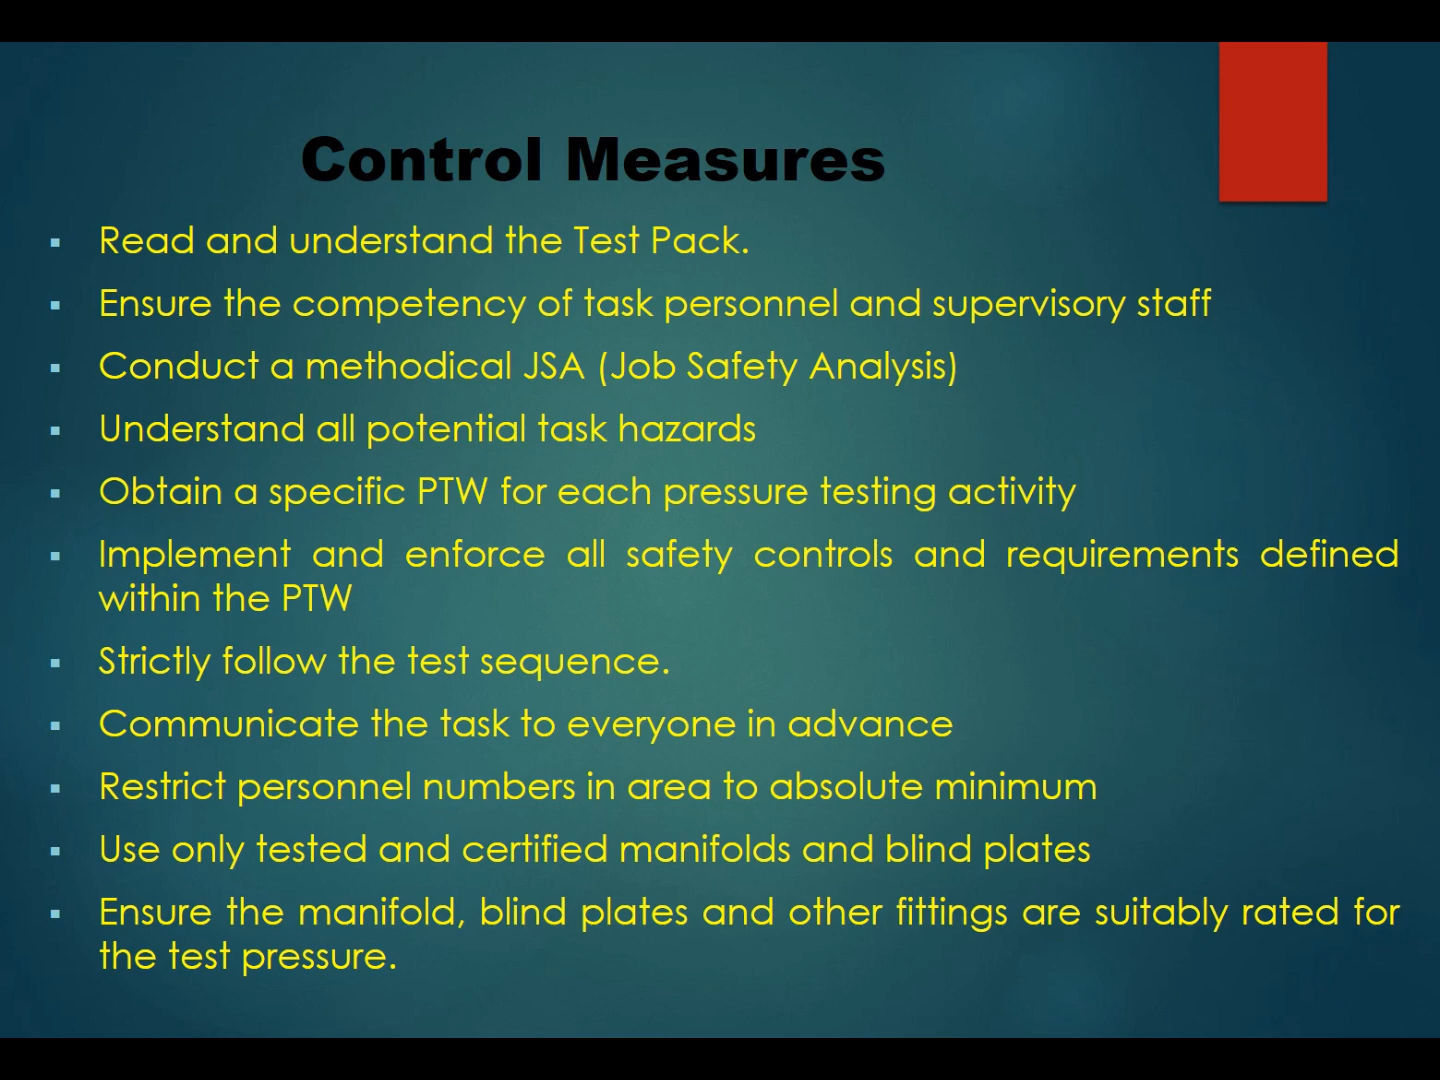 Control Measures
▪ Read and understand the Test Pack.
▪ Ensure the competency of task personnel and supervisory staff
▪ Conduct a methodical JSA (Job Safety Analysis)
▪ Understand all potential task hazards
▪ Obtain a specific PTW for each pressure testing activity
▪ Implement and enforce all safety controls and requirements defined
within the PTW
▪ Strictly follow the test sequence.
▪ Communicate the task to everyone in advance
▪ Restrict personnel numbers in area to absolute minimum
▪ Use only tested and certified manifolds and blind plates
▪ Ensure the manifold, blind plates and other fittings are suitably rated for
the test pressure.